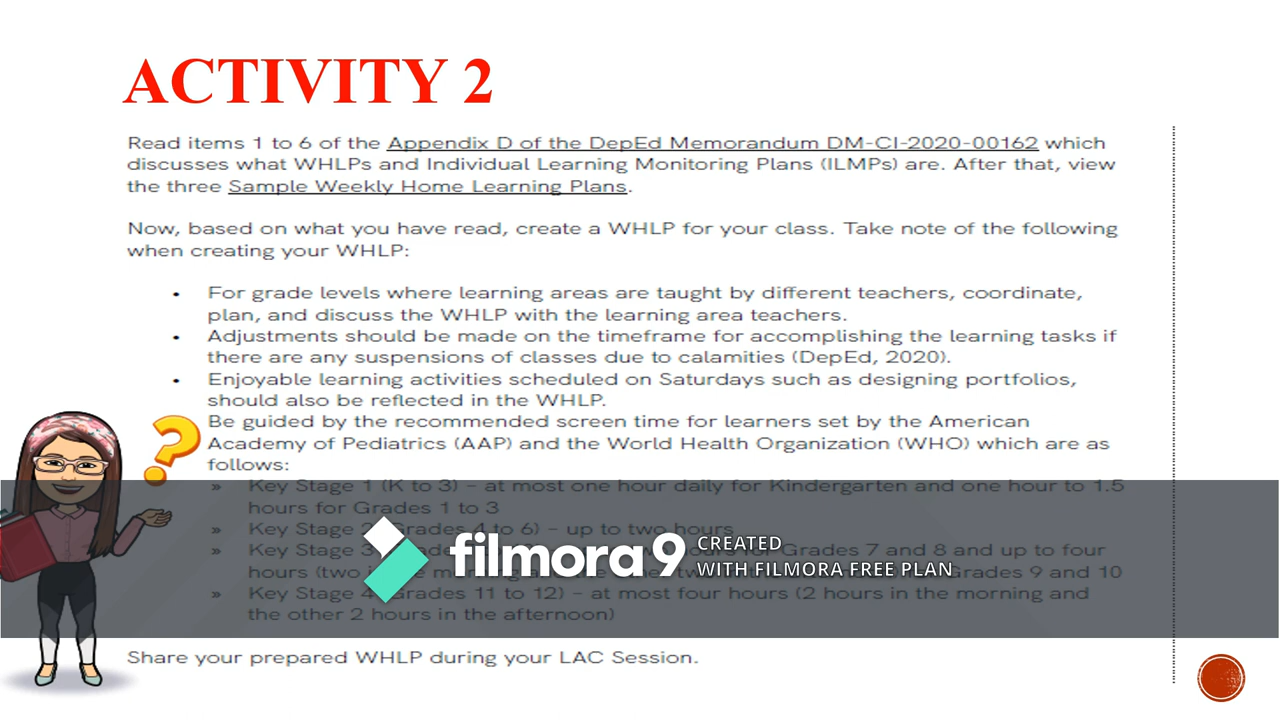 ACTIVITY 2
Read items 1 to 6 of the Appendix D of the DepEd Memorandum DM-CI-2020-00162 which
discusses what WHLPs and Individual Learning Monitoring Plans (ILMPs) are. After that, view
the three Sample Weekly Home Learning Plans.
Now, based on what you have read, create a WHLP for your class. Take note of the following
when creating your WHLP:
• For grade levels where learning areas are taught by different teachers, coordinate,
plan, and discuss the WHLP with the learning area teachers.
• Adjustments should be made on the timeframe for accomplishing the learning tasks if
there are any suspensions of classes due to calamities (DepEd, 2020).
• Enjoyable learning activities scheduled on Saturdays such as designing portfolios,
should also be reflected in the WHLP.
Be guided by the recommended screen time for learners set by the American
Academy of Pediatrics (AAP) and the World Health Organization (WHO) which are as
follows:
» Key Stage 1 (K to 3) – at most one hour daily for Kindergarten and one hour to 1.5
hours for Grades 1 to 3
» Key Stage 2 (Grades 4 to 6) – up to two hours
» Key Stage 3 for Grades 7 and 8 and up to four
hours (two Grades 9 and 10
» Key Stage 4 (Grades 11 to 12) – at most four hours (2 hours in the morning and
the other 2 hours in the afternoon)
filmora9
CREATED
WITH FILMORA FREE PLAN
Share your prepared WHLP during your LAC Session.